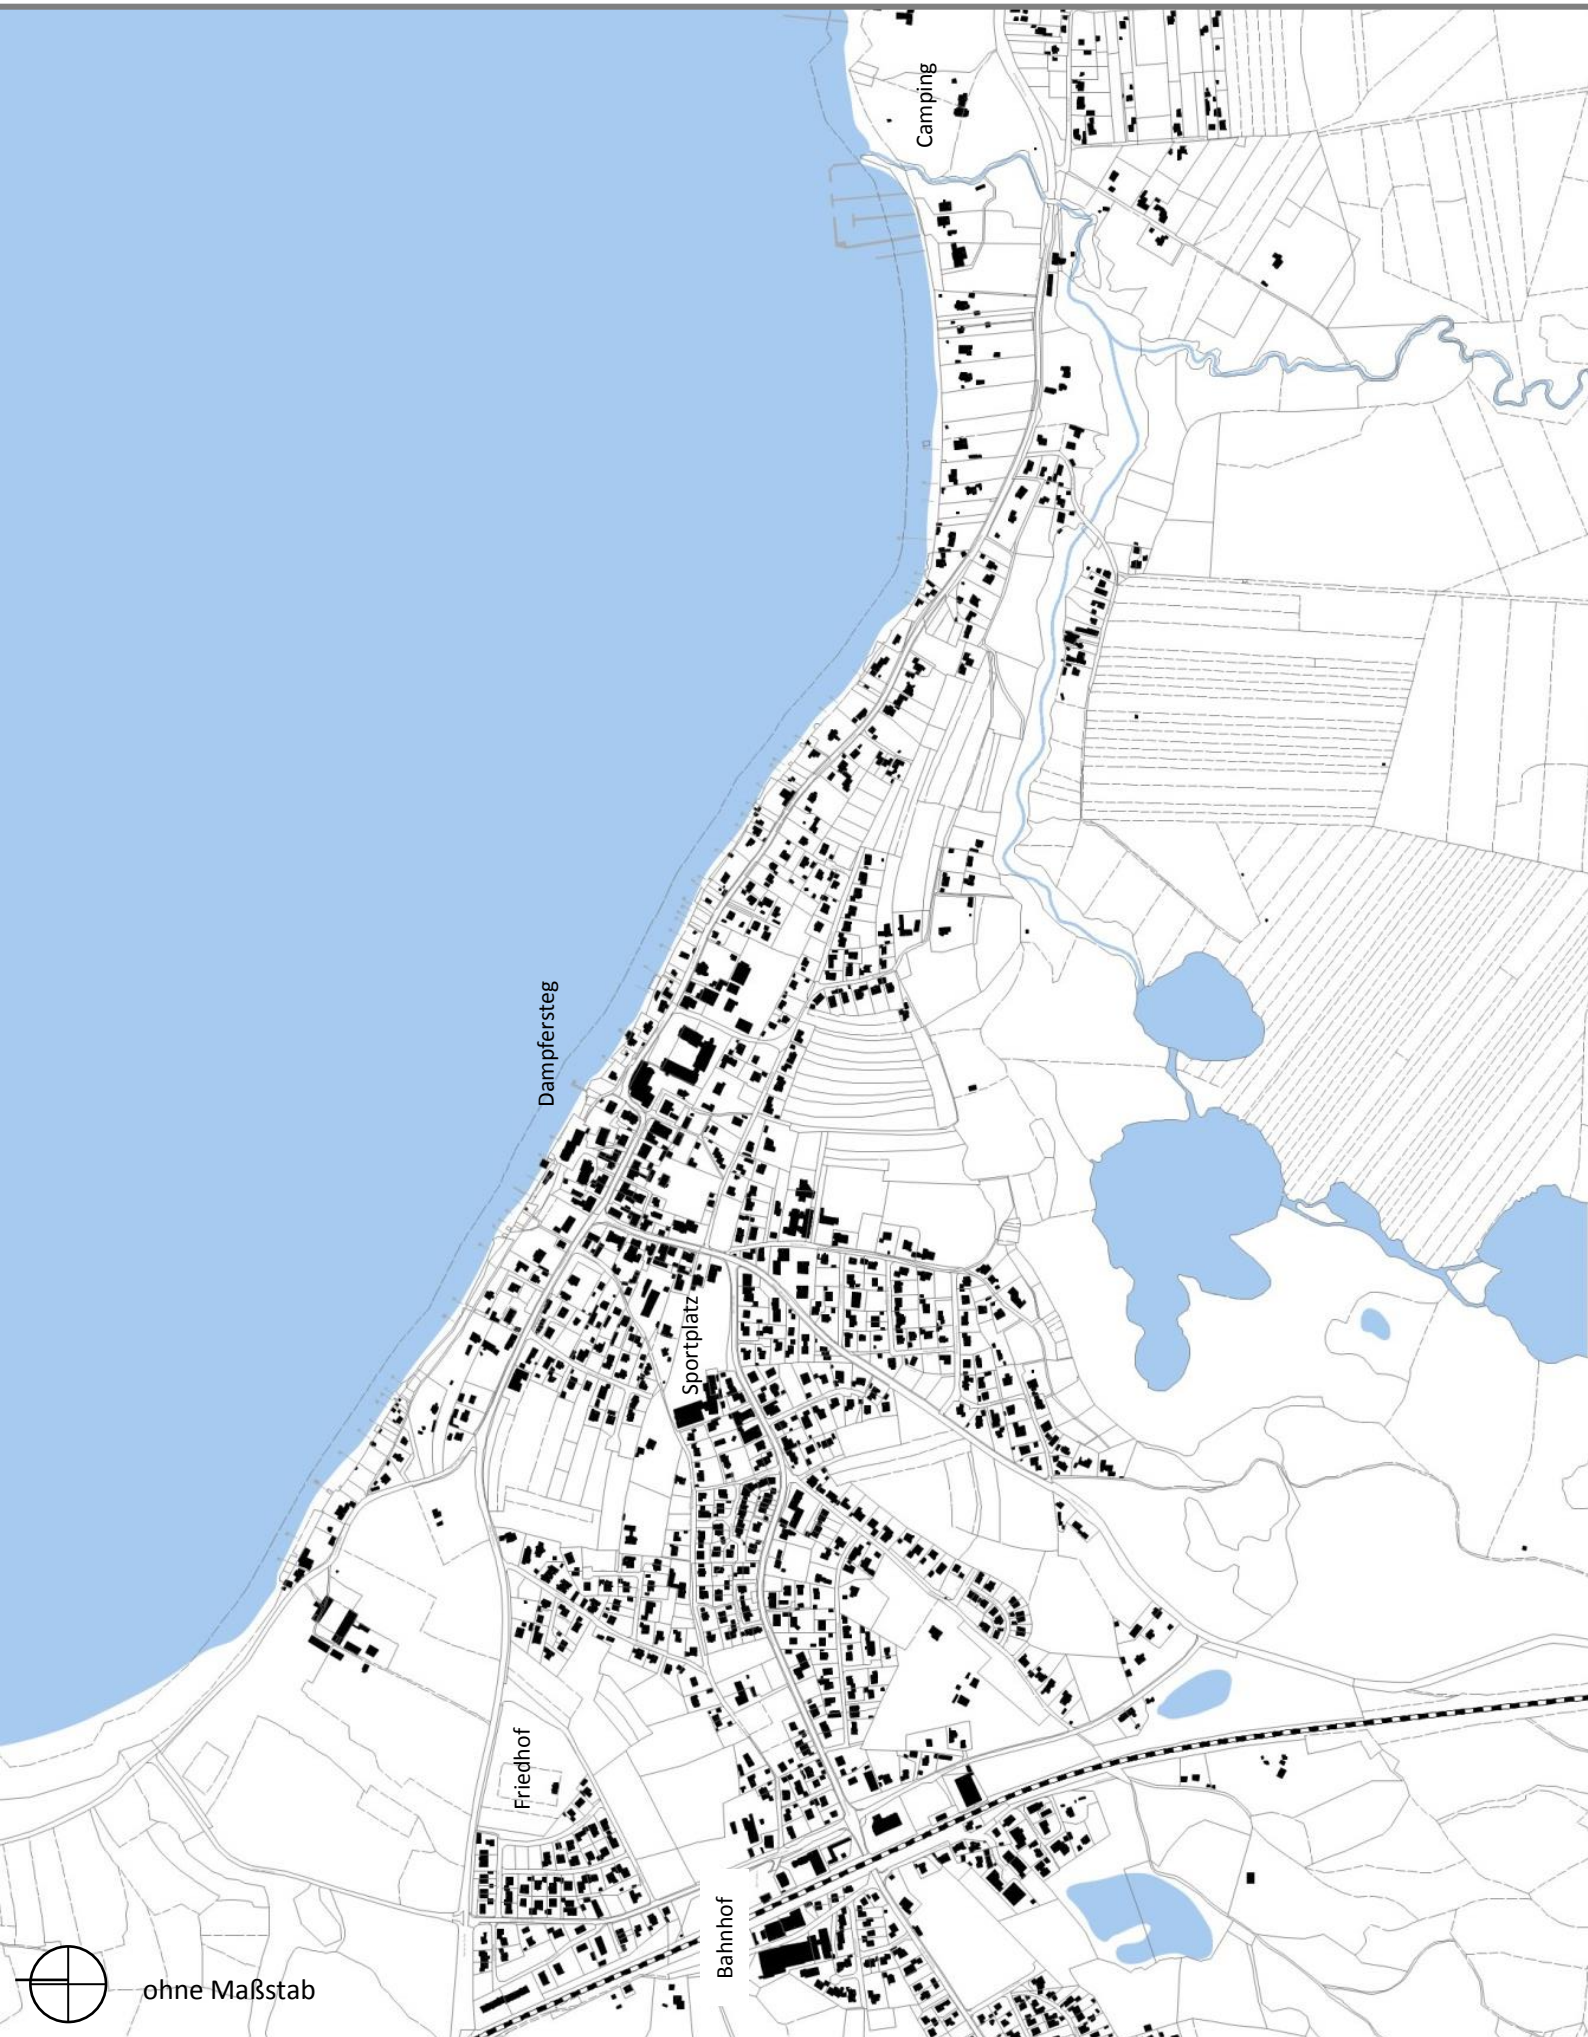 Camping
Dampfersteg
Sportplatz
Friedhof
Bahnhof
ohne Maßstab